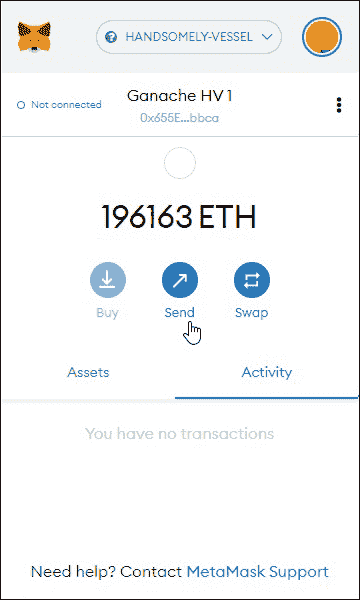 HANDSOMELY-VESSEL
Not connected
Ganache HV 1
0x655E...bbca
196163 ETH
Buy
Send
Swap
Assets
Activity
You have no transactions
Need help? Contact MetaMask Support